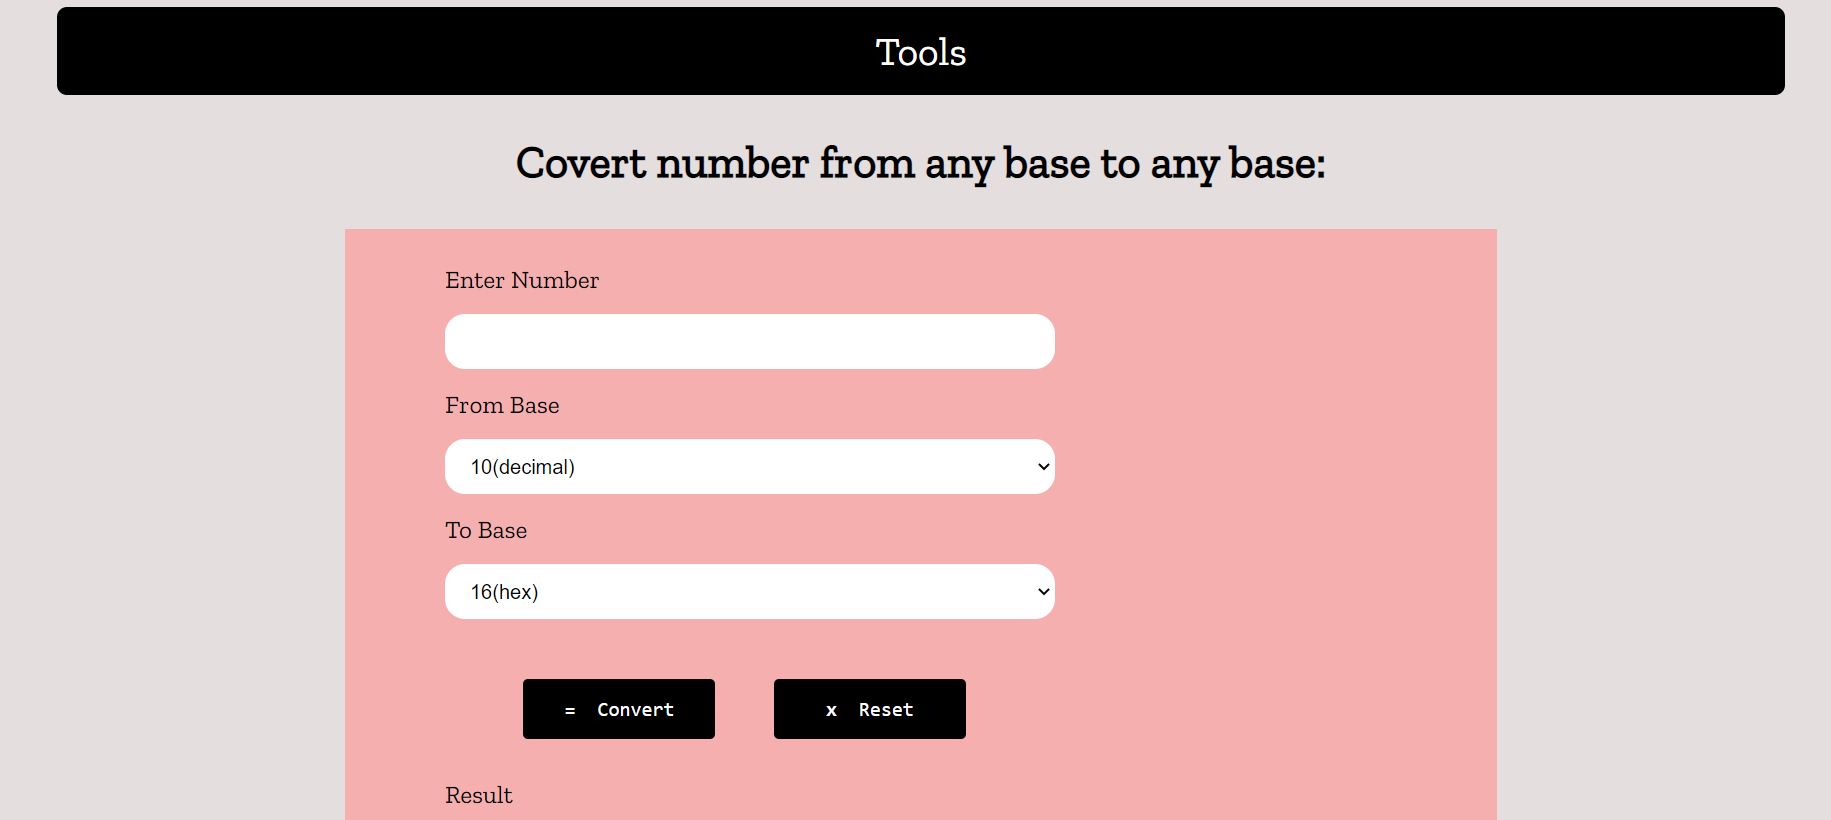 Tools
Covert number from any base to any base:
Enter Number
From Base
10(decimal)
To Base
16(hex)
= Convert
x Reset
Result